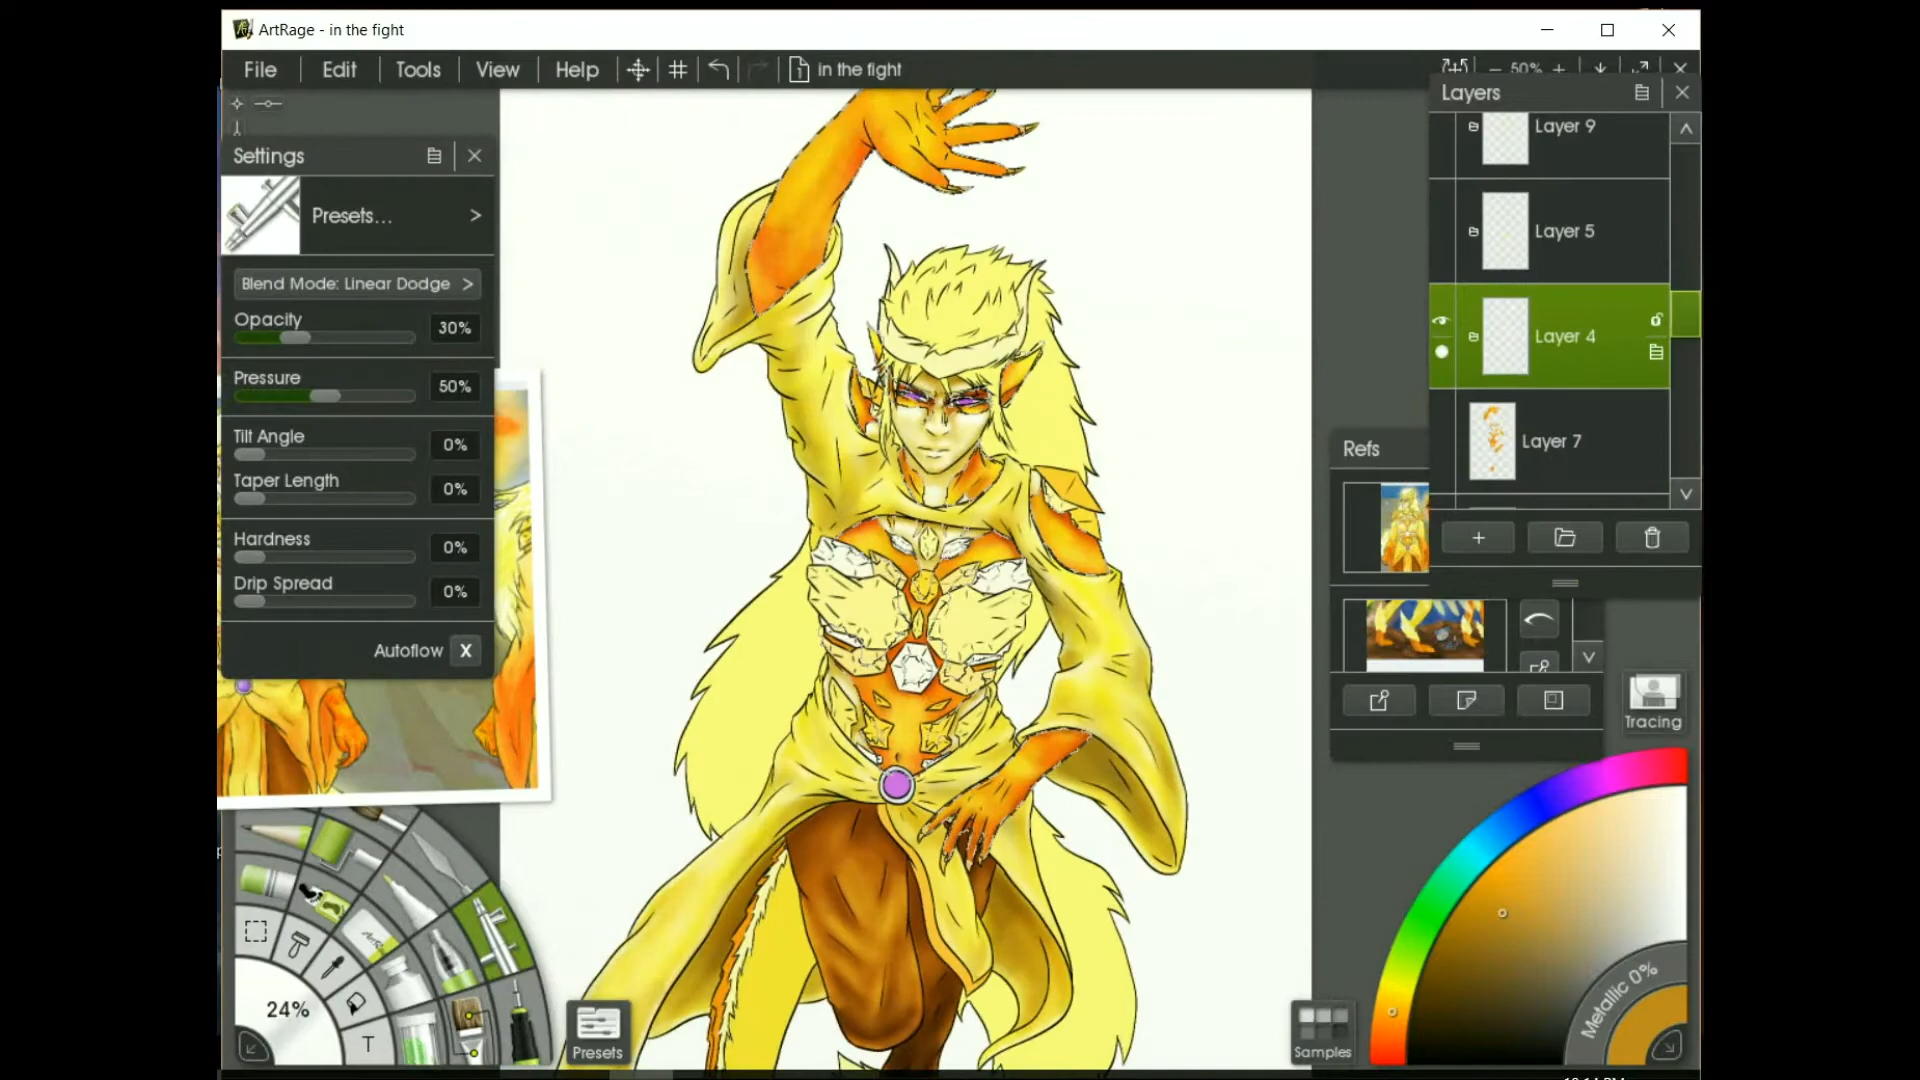 ArtRage - in the fight
File Edit Tools View Help in the fight 50%
Layers
Layer 9
Layer 5
Layer 4
Layer 7
Settings
Presets...
Blend Mode: Linear Dodge
Opacity 30%
Pressure 50%
Tilt Angle 0%
Taper Length 0%
Hardness 0%
Drip Spread 0%
Autoflow X
Refs
Tracing
24%
T
Presets
Samples
Metallic 0%